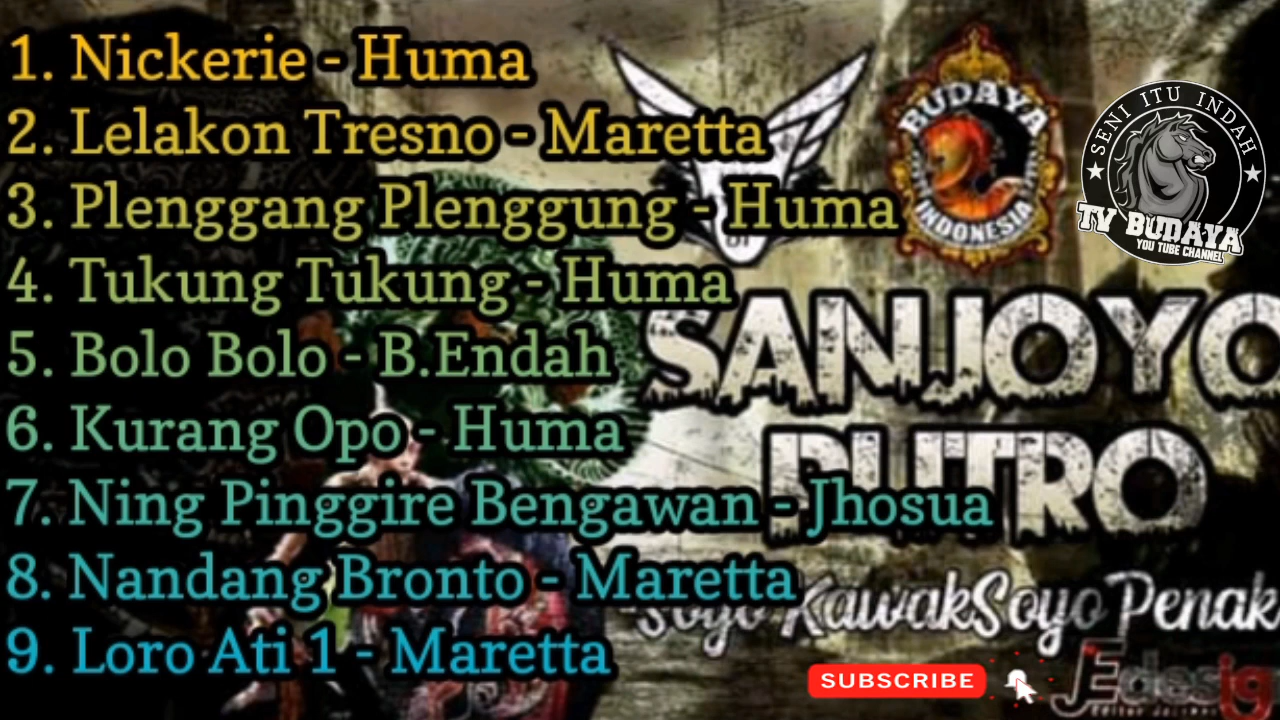 1. Nickerie - Huma
2. Lelakon Tresno - Maretta
3. Plenggang Plenggung - Huma
4. Tukung Tukung - Huma
5. Bolo Bolo - B.Endah
6. Kurang Opo - Huma
7. Ning Pinggire Bengawan - Jhosua
8. Nandang Bronto - Maretta
9. Loro Ati 1 - Maretta
BUDAYA
INDONESIA
SENI ITU INDAH
TV BUDAYA
YOU TUBE CHANNEL
SANJOYO
PUTRO
Soyo Kawak Soyo Penak
SUBSCRIBE